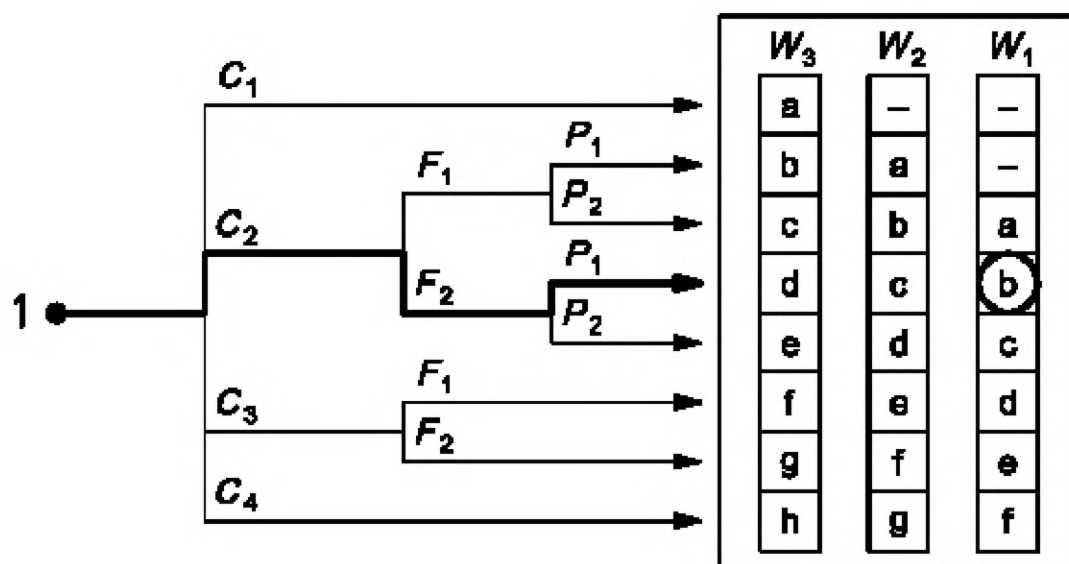 W3 W2 W1
C1 a – –
P1
F1 b a –
P2
C2 c b a
P1
F2 d c b
1
P2
e d c
F1
C3 f e d
F2
g f e
C4
h g f